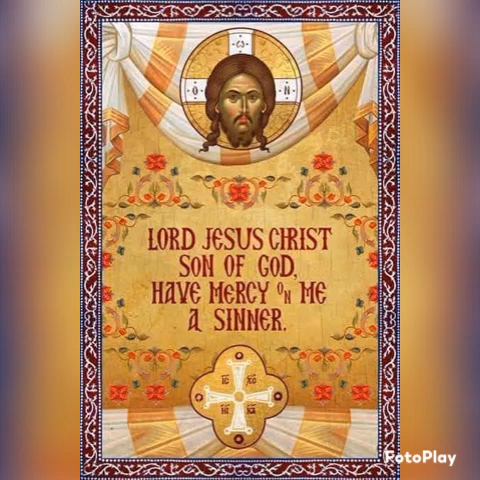 Ѡ
О Н
LORD JESUS CHRIST
SON OF GOD,
HAVE MERCY ON ME
A SINNER.
FotoPlay